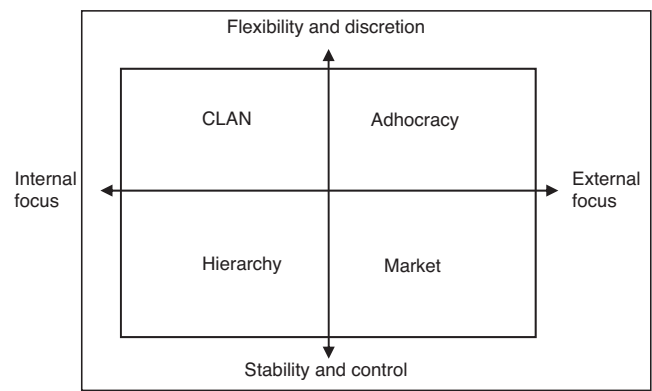 Flexibility and discretion
CLAN
Adhocracy
Internal
focus
External
focus
Hierarchy
Market
Stability and control